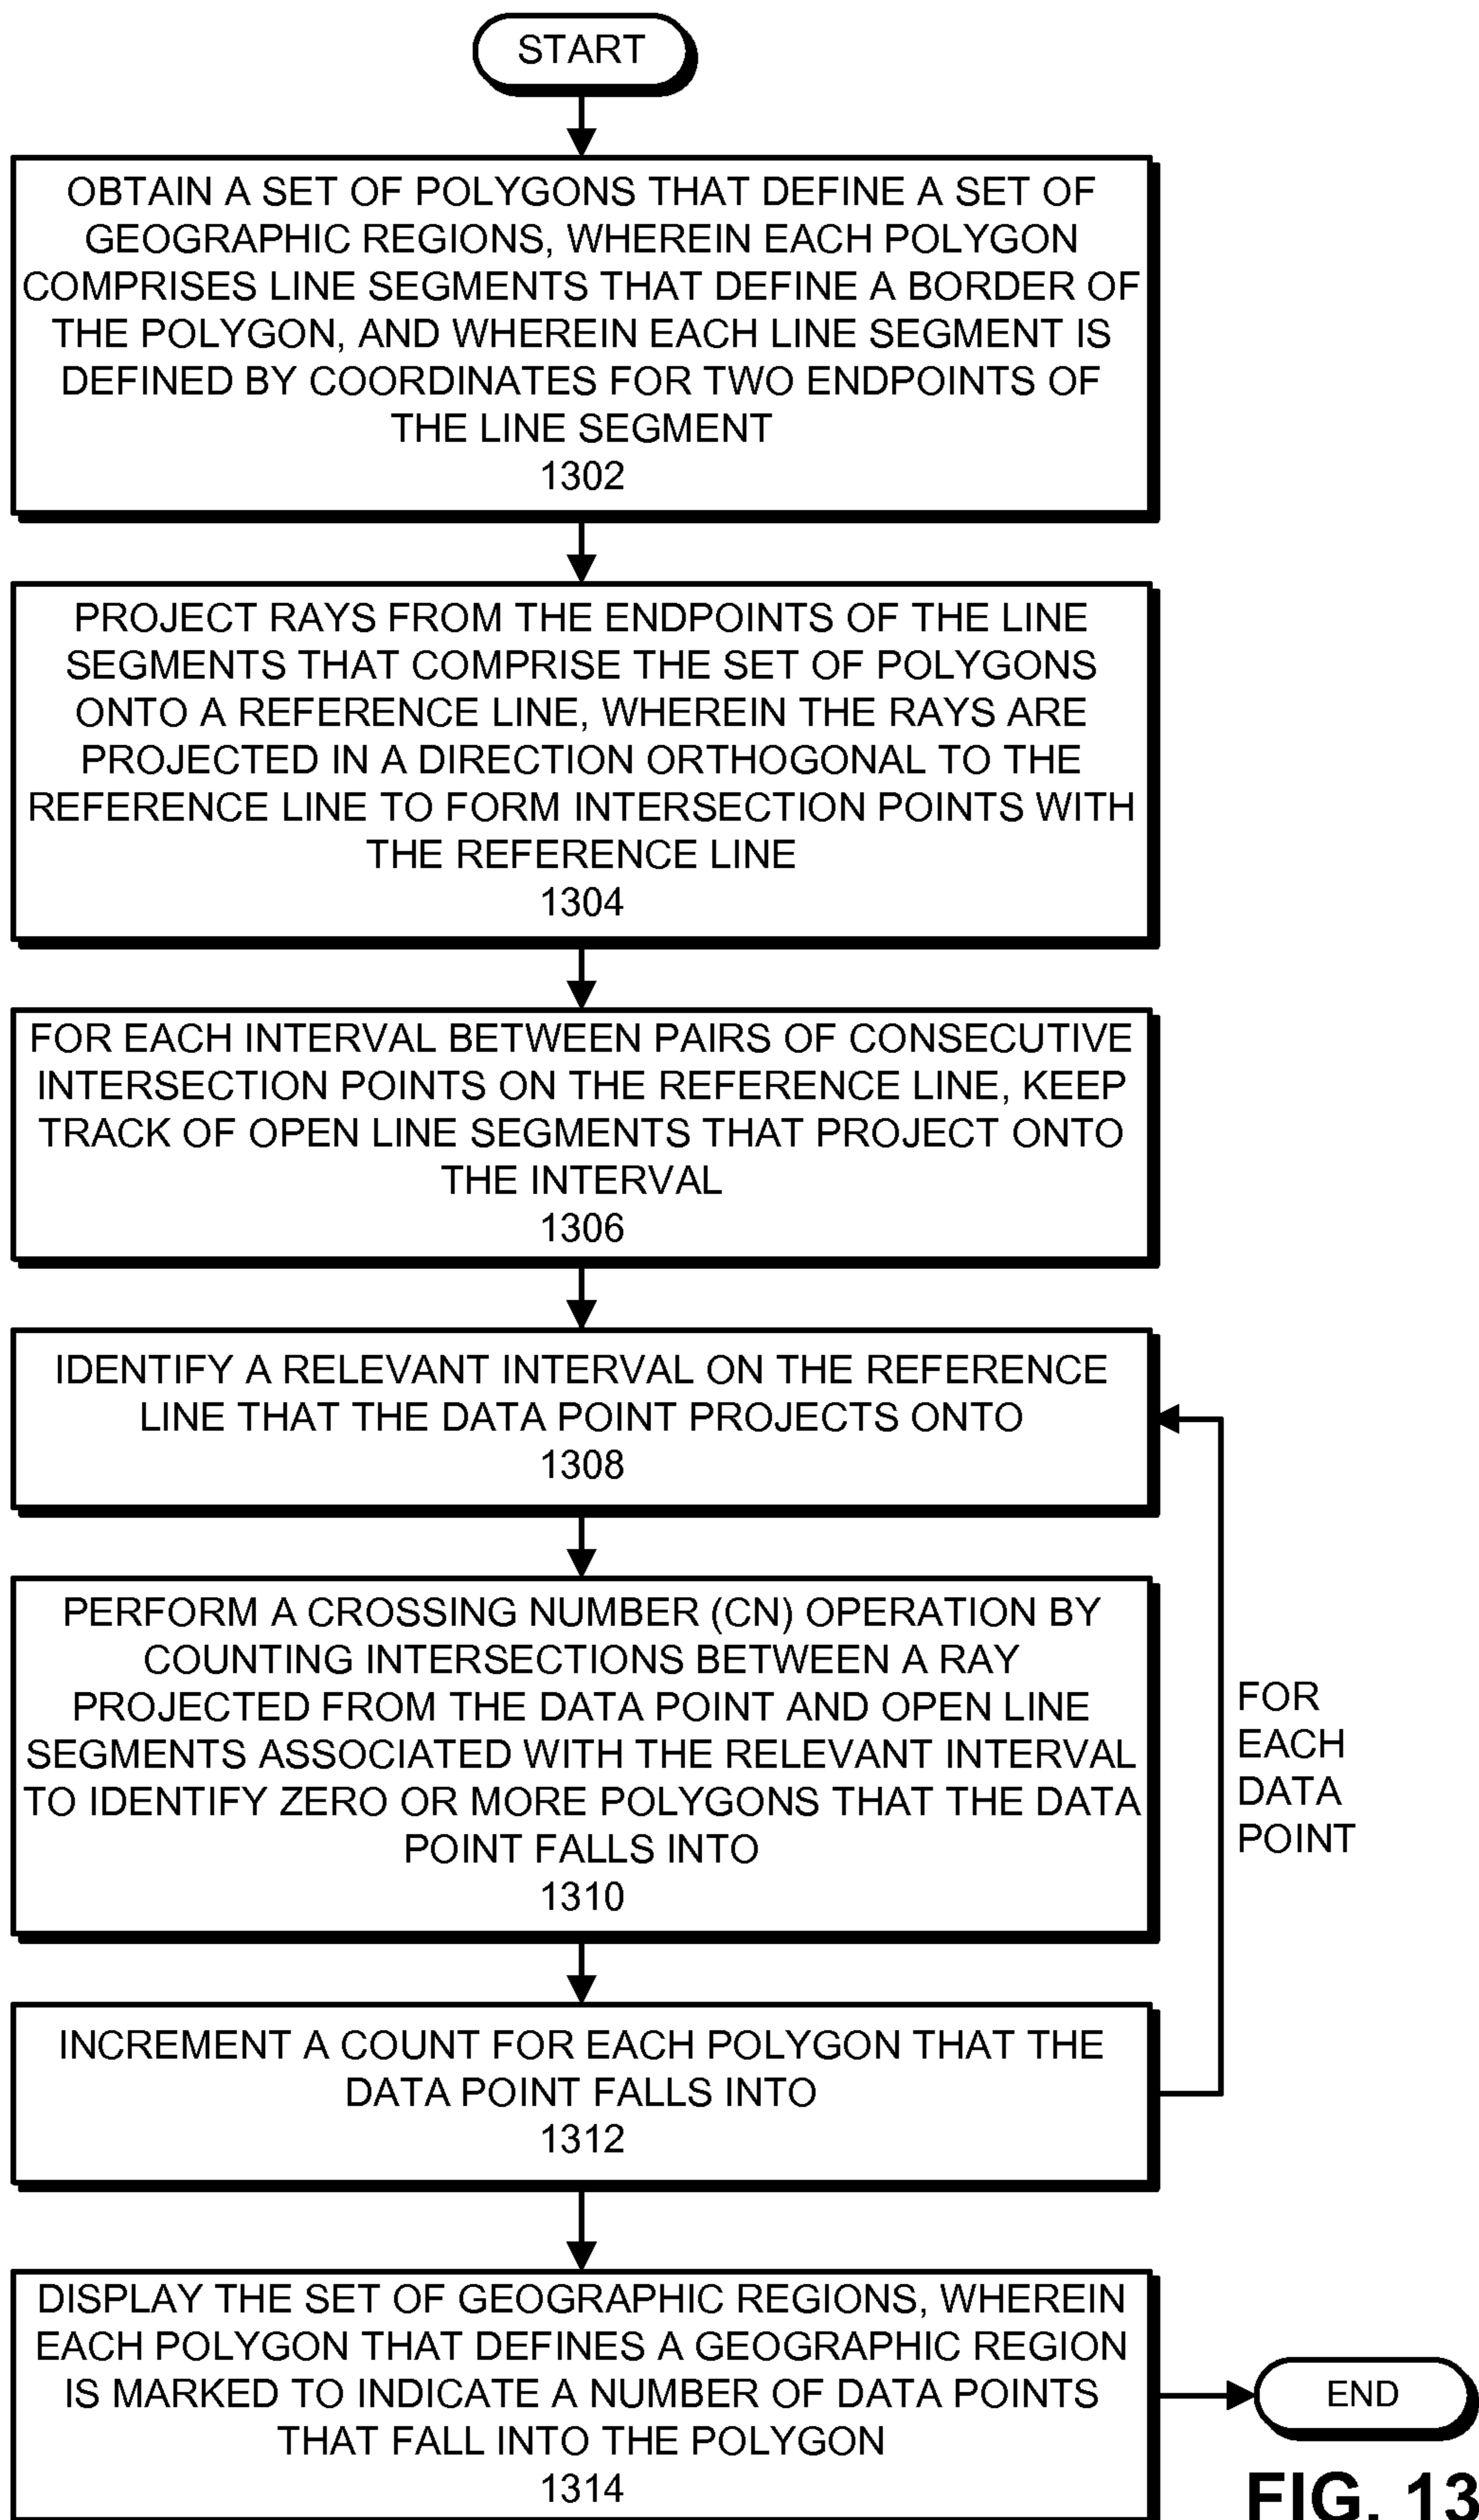 START
OBTAIN A SET OF POLYGONS THAT DEFINE A SET OF
GEOGRAPHIC REGIONS, WHEREIN EACH POLYGON
COMPRISES LINE SEGMENTS THAT DEFINE A BORDER OF
THE POLYGON, AND WHEREIN EACH LINE SEGMENT IS
DEFINED BY COORDINATES FOR TWO ENDPOINTS OF
THE LINE SEGMENT
1302
PROJECT RAYS FROM THE ENDPOINTS OF THE LINE
SEGMENTS THAT COMPRISE THE SET OF POLYGONS
ONTO A REFERENCE LINE, WHEREIN THE RAYS ARE
PROJECTED IN A DIRECTION ORTHOGONAL TO THE
REFERENCE LINE TO FORM INTERSECTION POINTS WITH
THE REFERENCE LINE
1304
FOR EACH INTERVAL BETWEEN PAIRS OF CONSECUTIVE
INTERSECTION POINTS ON THE REFERENCE LINE, KEEP
TRACK OF OPEN LINE SEGMENTS THAT PROJECT ONTO
THE INTERVAL
1306
IDENTIFY A RELEVANT INTERVAL ON THE REFERENCE
LINE THAT THE DATA POINT PROJECTS ONTO
1308
PERFORM A CROSSING NUMBER (CN) OPERATION BY
COUNTING INTERSECTIONS BETWEEN A RAY
PROJECTED FROM THE DATA POINT AND OPEN LINE
SEGMENTS ASSOCIATED WITH THE RELEVANT INTERVAL
TO IDENTIFY ZERO OR MORE POLYGONS THAT THE DATA
POINT FALLS INTO
1310
FOR
EACH
DATA
POINT
INCREMENT A COUNT FOR EACH POLYGON THAT THE
DATA POINT FALLS INTO
1312
DISPLAY THE SET OF GEOGRAPHIC REGIONS, WHEREIN
EACH POLYGON THAT DEFINES A GEOGRAPHIC REGION
IS MARKED TO INDICATE A NUMBER OF DATA POINTS
THAT FALL INTO THE POLYGON
1314
END
FIG. 13